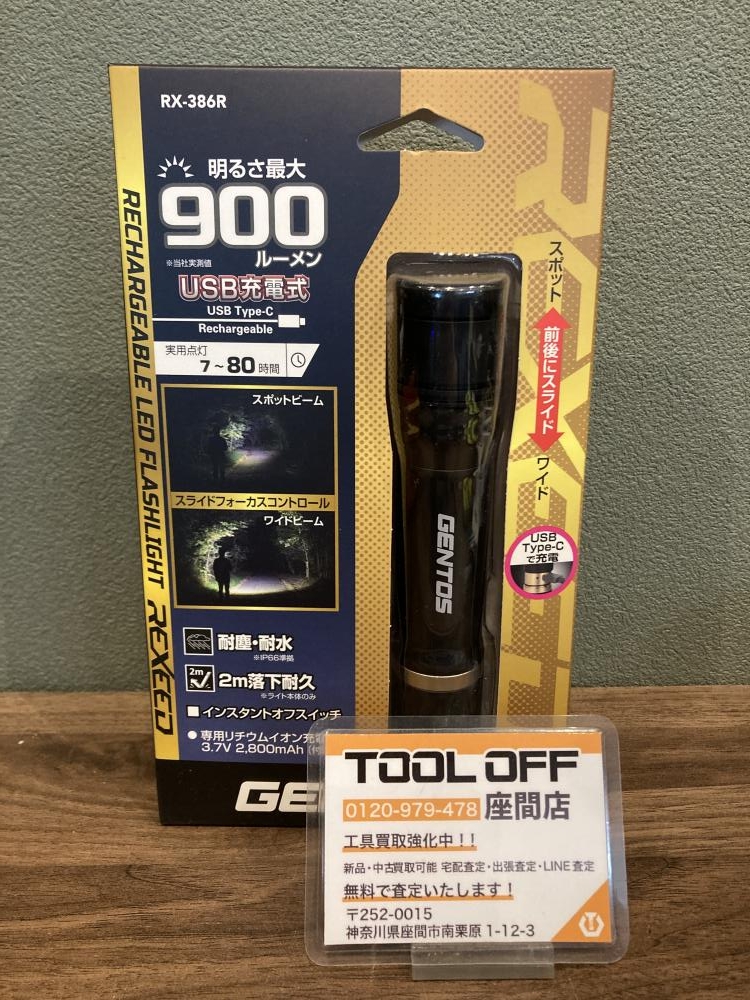 RX-386R
明るさ最大
900
ルーメン
※当社実測値
USB充電式
USB Type-C
Rechargeable
実用点灯
7~80時間
スポットビーム
スライドフォーカスコントロール
ワイドビーム
耐塵・耐水
※IP66準拠
2m
2m落下耐久
※ライト本体のみ
インスタントオフスイッチ
●専用リチウムイオン充電
3.7V 2,800mAh
RECHARGEABLE LED FLASHLIGHT REXEED
スポット
前後にスライド
ワイド
USB
Type-C
で充電
GENTOS
TOOL OFF
0120-979-478 座間店
工具買取強化中!!
新品・中古買取可能 宅配査定・出張査定・LINE査定
無料で査定いたします!
〒252-0015
神奈川県座間市南栗原1-12-3